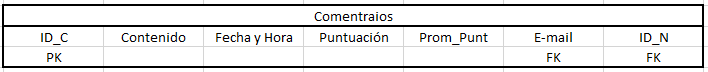 Comentraios
ID_C Contenido Fecha y Hora Puntuación Prom_Punt E-mail ID_N
PK FK FK